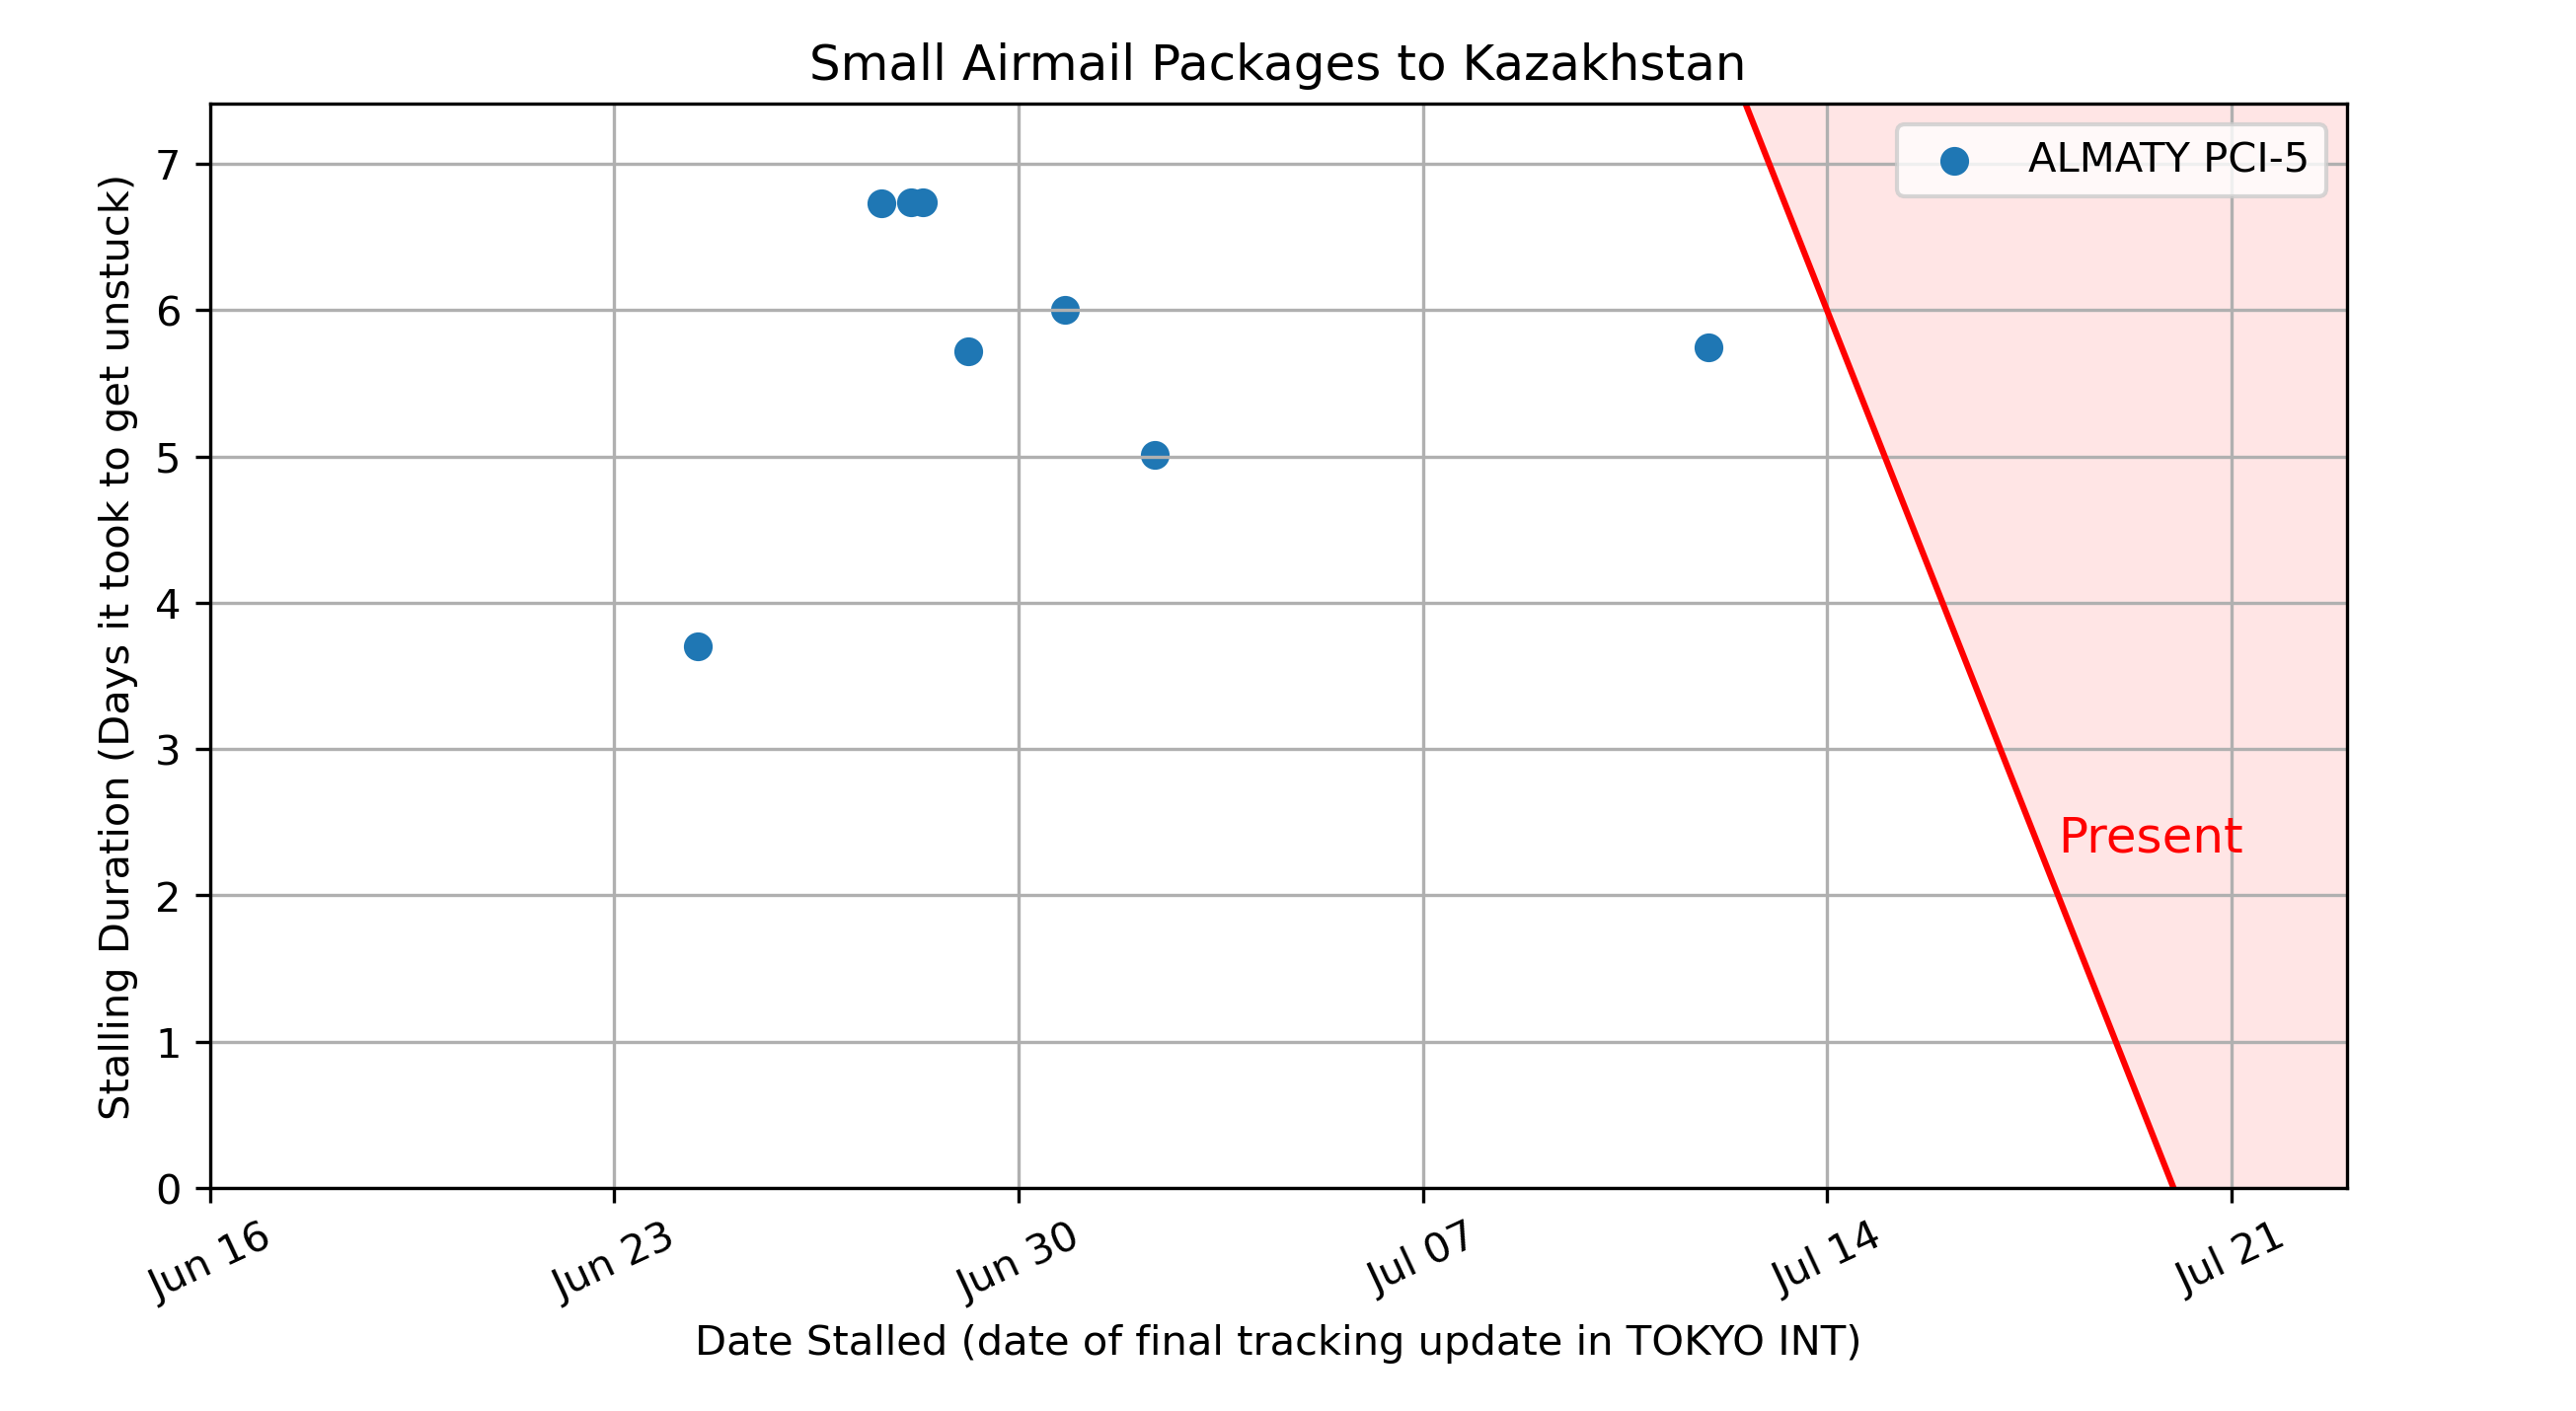 Small Airmail Packages to Kazakhstan
ALMATY PCI-5
Stalling Duration (Days it took to get unstuck)
7
6
5
4
3
2
1
0
Present
Jun 16
Jun 23
Jun 30
Jul 07
Jul 14
Jul 21
Date Stalled (date of final tracking update in TOKYO INT)